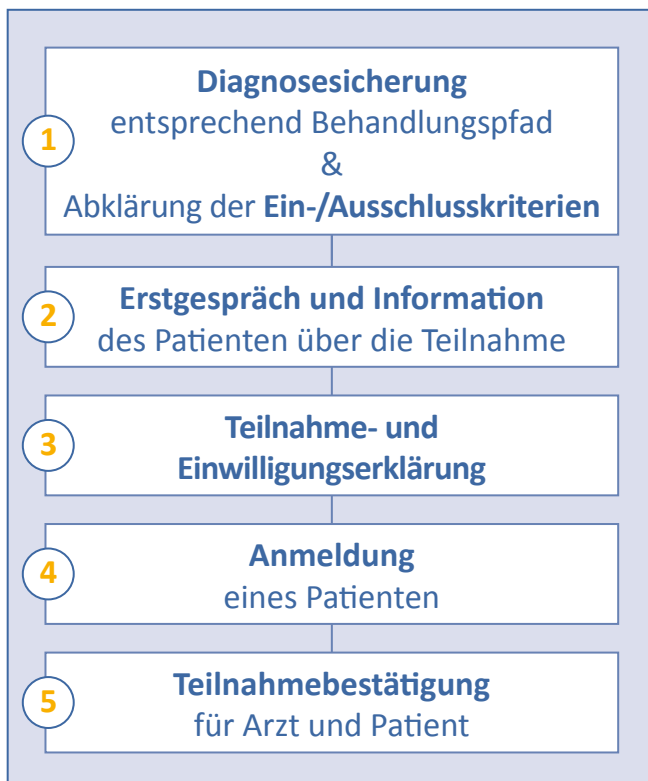 1
Diagnosesicherung
entsprechend Behandlungspfad
&
Abklärung der Ein-/Ausschlusskriterien
2
Erstgespräch und Information
des Patienten über die Teilnahme
3
Teilnahme- und
Einwilligungserklärung
4
Anmeldung
eines Patienten
5
Teilnahmebestätigung
für Arzt und Patient